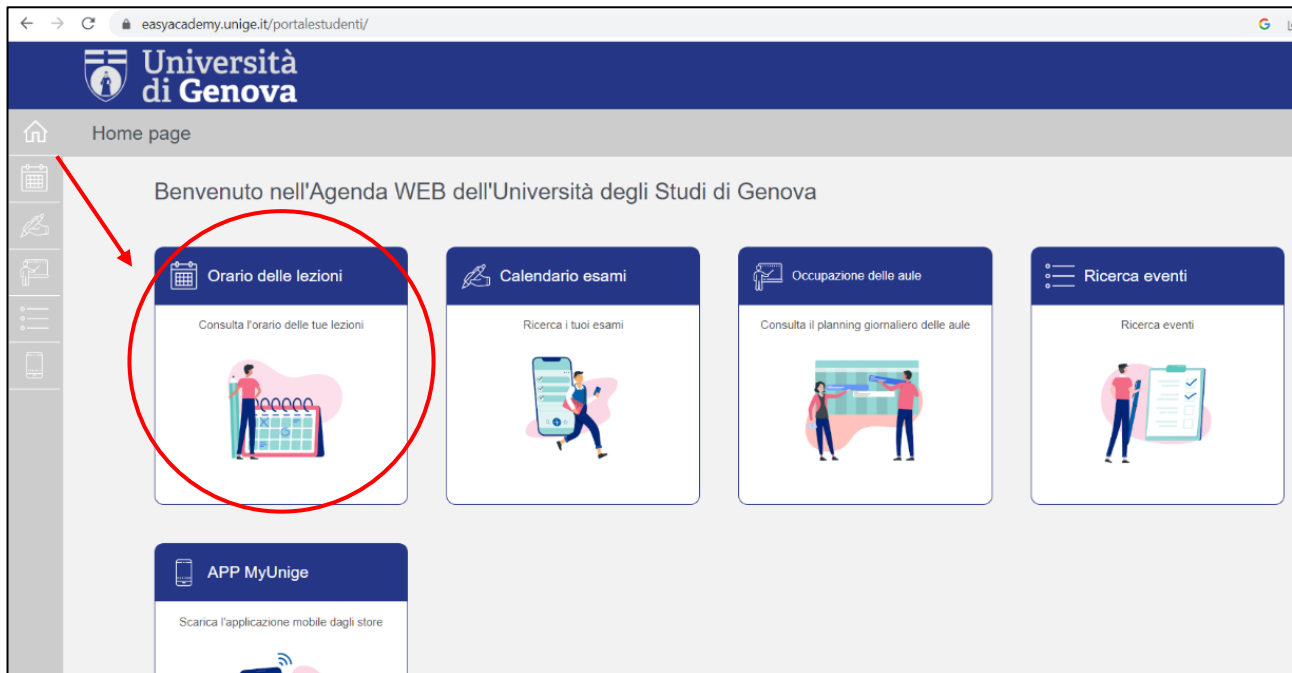 easyacademy.unige.it/portalestudenti/
Università
di Genova
Home page
Benvenuto nell'Agenda WEB dell'Università degli Studi di Genova
Orario delle lezioni
Consulta l'orario delle tue lezioni
Calendario esami
Ricerca i tuoi esami
Occupazione delle aule
Consulta il planning giornaliero delle aule
Ricerca eventi
Ricerca eventi
APP MyUnige
Scarica l'applicazione mobile dagli store